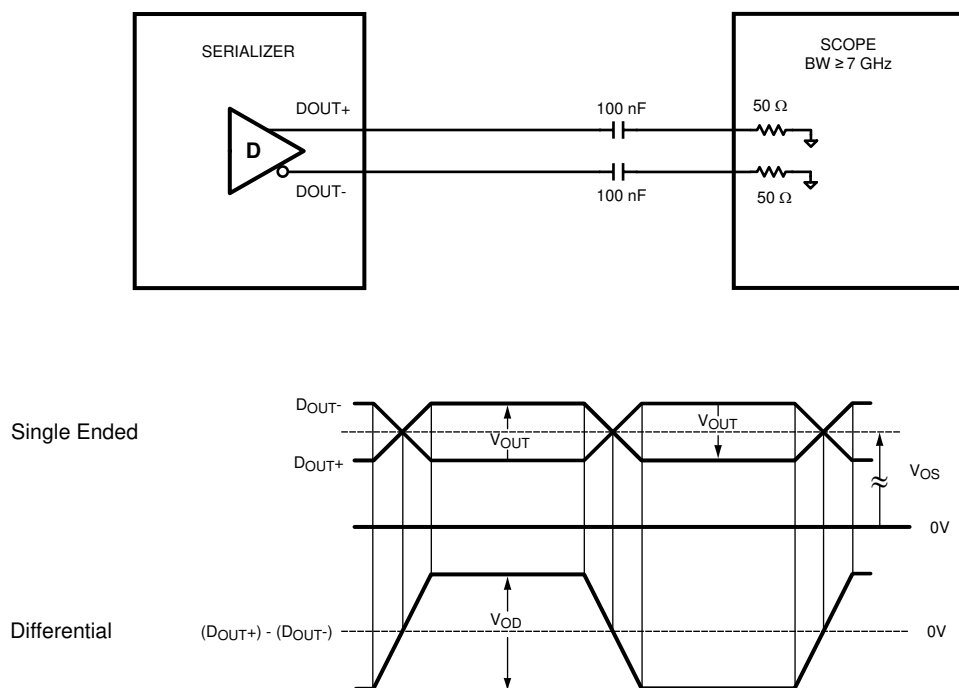 SERIALIZER
SCOPE
BW ≥ 7 GHz
DOUT+
100 nF
50 Ω
D
DOUT-
100 nF
50 Ω
DOUT-
Single Ended
VOUT
VOUT
DOUT+
VOS
≈
0V
Differential
(DOUT+) - (DOUT-)
VOD
0V